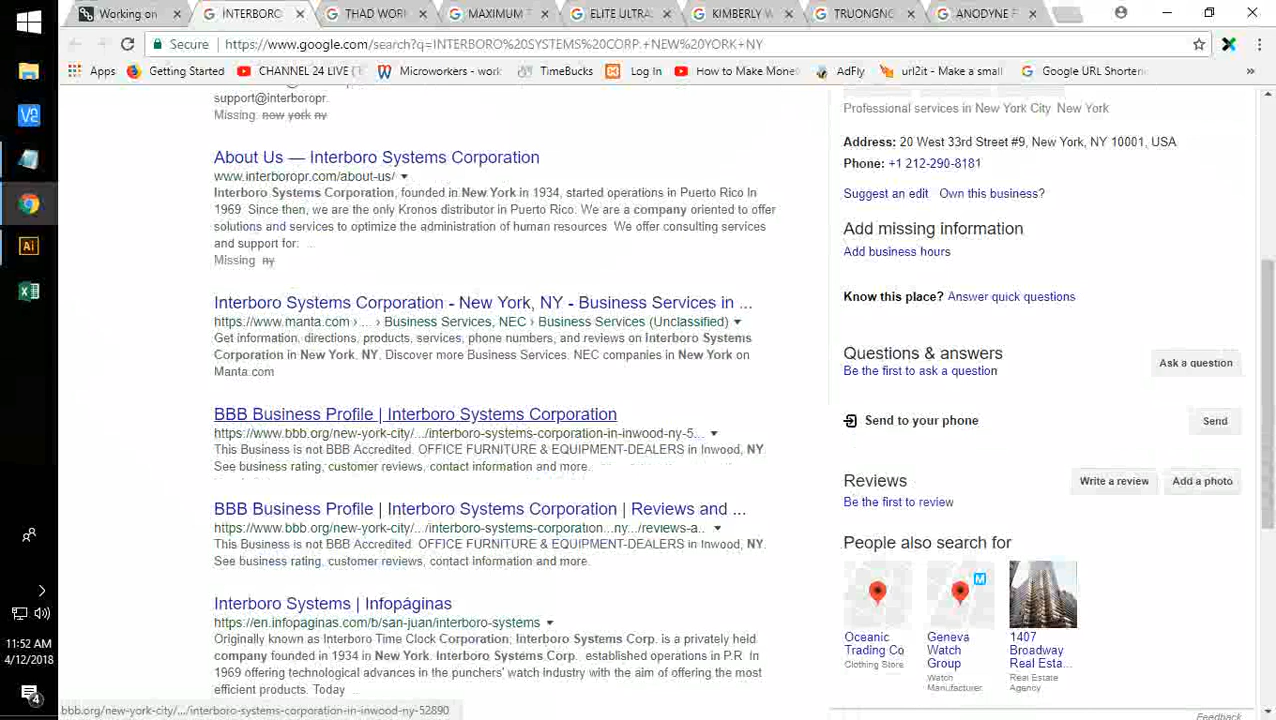 Working on
INTERBORO
THAD WOR
MAXIMUM
ELITE ULTRA
KIMBERLY
TRUONGNG
ANODYNE
Secure
https://www.google.com/search?q=INTERBORO%20SYSTEMS%20CORP.+NEW%20YORK+NY
Apps
Getting Started
CHANNEL 24 LIVE (
Microworkers - work
TimeBucks
Log In
How to Make Mone
AdFly
url2it - Make a small
Google URL Shorten
»
support@interboropr.
Missing: new york ny
About Us — Interboro Systems Corporation
www.interboropr.com/about-us/
Interboro Systems Corporation, founded in New York in 1934, started operations in Puerto Rico In
1969 Since then, we are the only Kronos distributor in Puerto Rico. We are a company oriented to offer
solutions and services to optimize the administration of human resources We offer consulting services
and support for: ...
Missing ny
Interboro Systems Corporation - New York, NY - Business Services in ...
https://www.manta.com › ... › Business Services, NEC › Business Services (Unclassified)
Get information, directions, products, services, phone numbers, and reviews on Interboro Systems
Corporation in New York. NY. Discover more Business Services. NEC companies in New York on
Manta.com
BBB Business Profile | Interboro Systems Corporation
https://www.bbb.org/new-york-city/.../interboro-systems-corporation-in-inwood-ny-5...
This Business is not BBB Accredited. OFFICE FURNITURE & EQUIPMENT-DEALERS in Inwood, NY.
See business rating, customer reviews, contact information and more.
BBB Business Profile | Interboro Systems Corporation | Reviews and ...
https://www.bbb.org/new-york-city/.../interboro-systems-corporation...ny.../reviews-a..
This Business is not BBB Accredited. OFFICE FURNITURE & EQUIPMENT-DEALERS in Inwood, NY.
See business rating, customer reviews, contact information and more.
Interboro Systems | Infopáginas
https://en.infopaginas.com/b/san-juan/interboro-systems
Originally known as Interboro Time Clock Corporation; Interboro Systems Corp. is a privately held
company founded in 1934 in New York. Interboro Systems Corp. established operations in P.R In
1969 offering technological advances in the punchers' watch industry with the aim of offering the most
efficient products. Today ...
bbb.org/new-york-city/.../interboro-systems-corporation-in-inwood-ny-52890
Professional services in New York City New York
Address: 20 West 33rd Street #9, New York, NY 10001, USA
Phone: +1 212-290-8181
Suggest an edit Own this business?
Add missing information
Add business hours
Know this place? Answer quick questions
Questions & answers
Be the first to ask a question
Ask a question
Send to your phone
Send
Reviews
Be the first to review
Write a review
Add a photo
People also search for
Oceanic
Trading Co
Clothing Store
Geneva
Watch
Group
Watch
Manufacturer
1407
Broadway
Real Esta...
Real Estate
Agency
Feedback
Ai
11:52 AM
4/12/2018
4